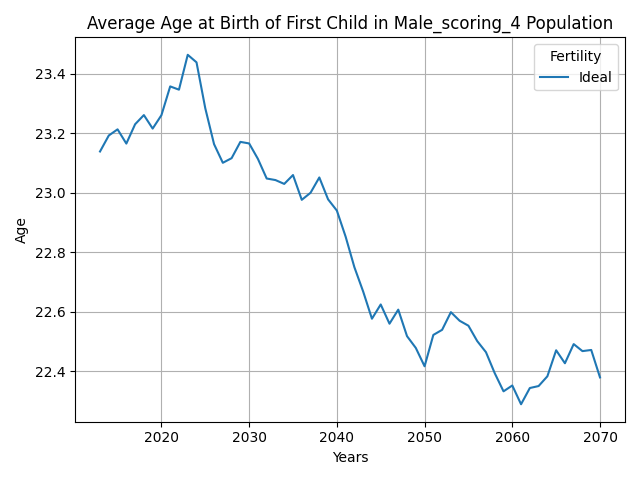 Average Age at Birth of First Child in Male_scoring_4 Population
Fertility
Ideal
Age
23.4
23.2
23.0
22.8
22.6
22.4
2020 2030 2040 2050 2060 2070
Years